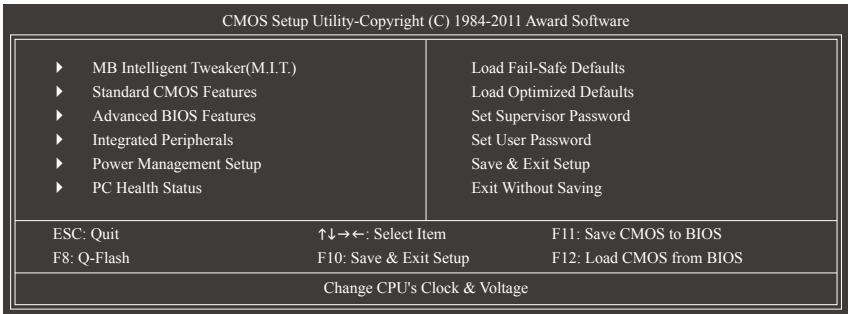 CMOS Setup Utility-Copyright (C) 1984-2011 Award Software
MB Intelligent Tweaker(M.I.T.)
Standard CMOS Features
Advanced BIOS Features
Integrated Peripherals
Power Management Setup
PC Health Status
Load Fail-Safe Defaults
Load Optimized Defaults
Set Supervisor Password
Set User Password
Save & Exit Setup
Exit Without Saving
ESC: Quit
↑↓→←: Select Item
F11: Save CMOS to BIOS
F8: Q-Flash
F10: Save & Exit Setup
F12: Load CMOS from BIOS
Change CPU's Clock & Voltage